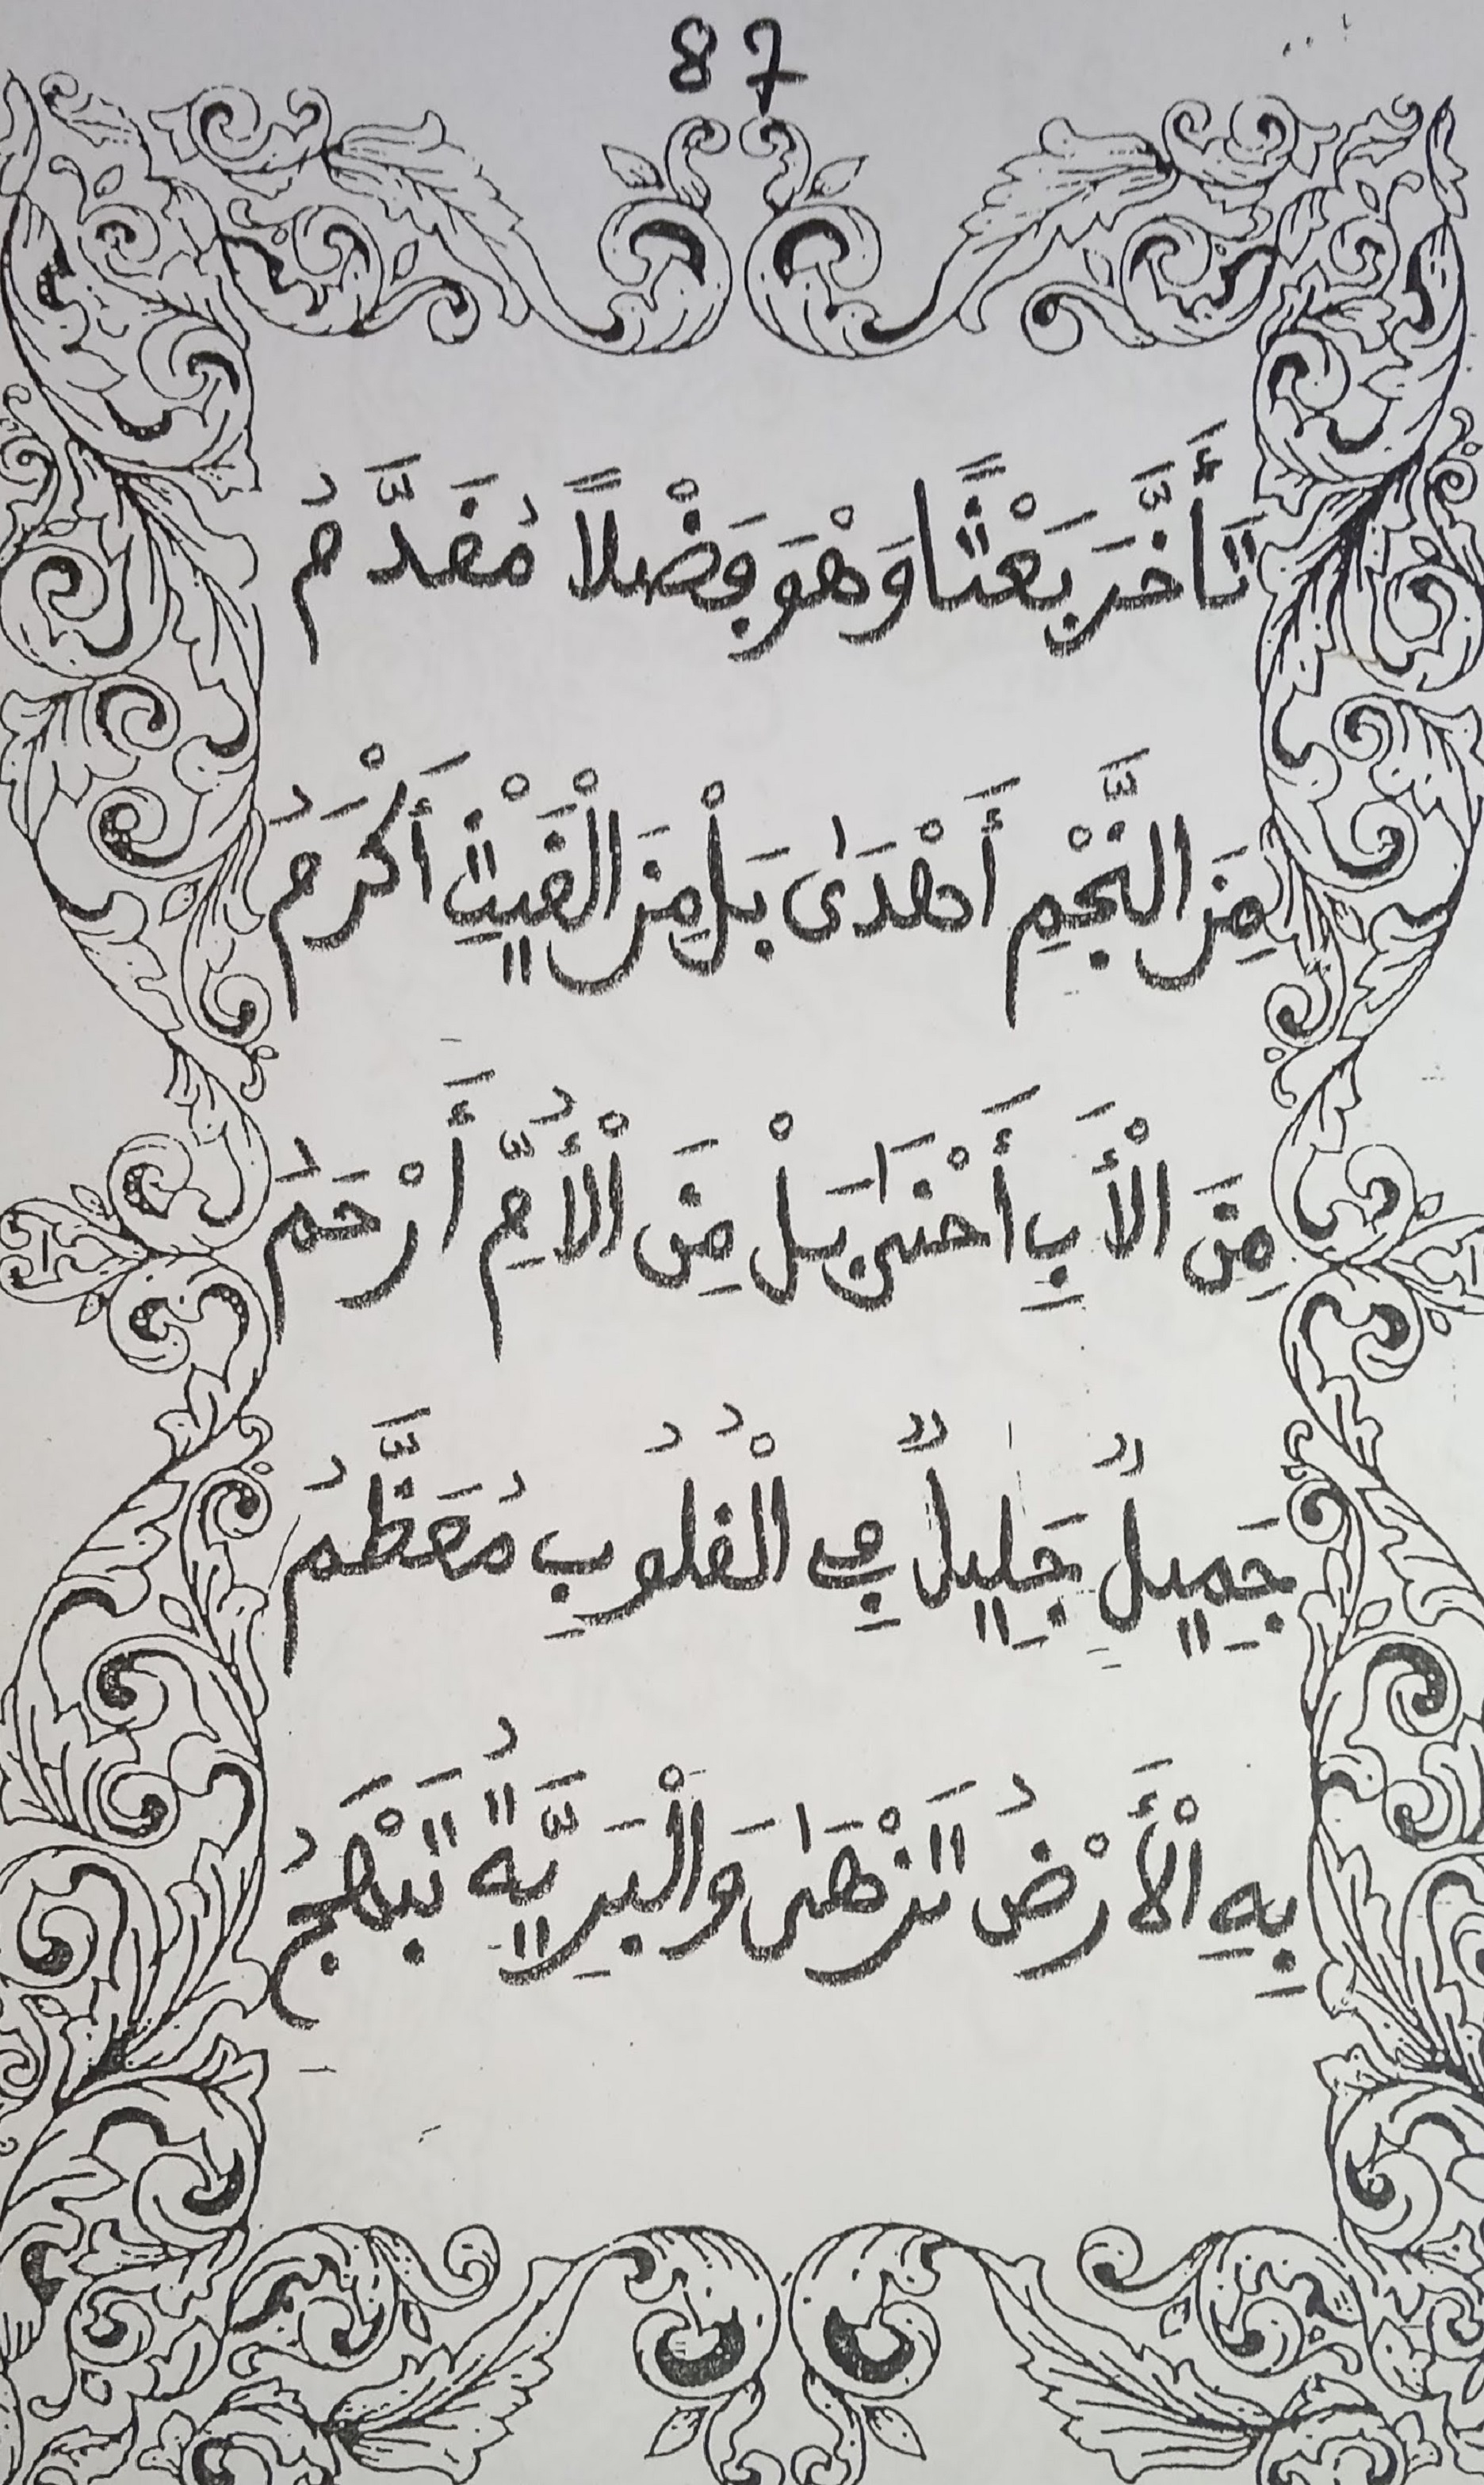 87
تَأَخَّرَ بَعْثًا وَهْوَ فَضْلًا مُقَدَّمُ
مِنَ النَّجْمِ أَهْدَىٰ بَلْ مِنَ الْغَيْثِ أَكْرَمُ
مِنَ الْأَبِ أَحْنَىٰ بَلْ مِنَ الْأُمِّ أَرْحَمُ
جَمِيلٌ جَلِيلٌ فِي الْقُلُوبِ مُعَظَّمُ
بِهِ الْأَرْضُ تَزْهَىٰ وَالْبَرِيَّةُ تَبْهَجُ